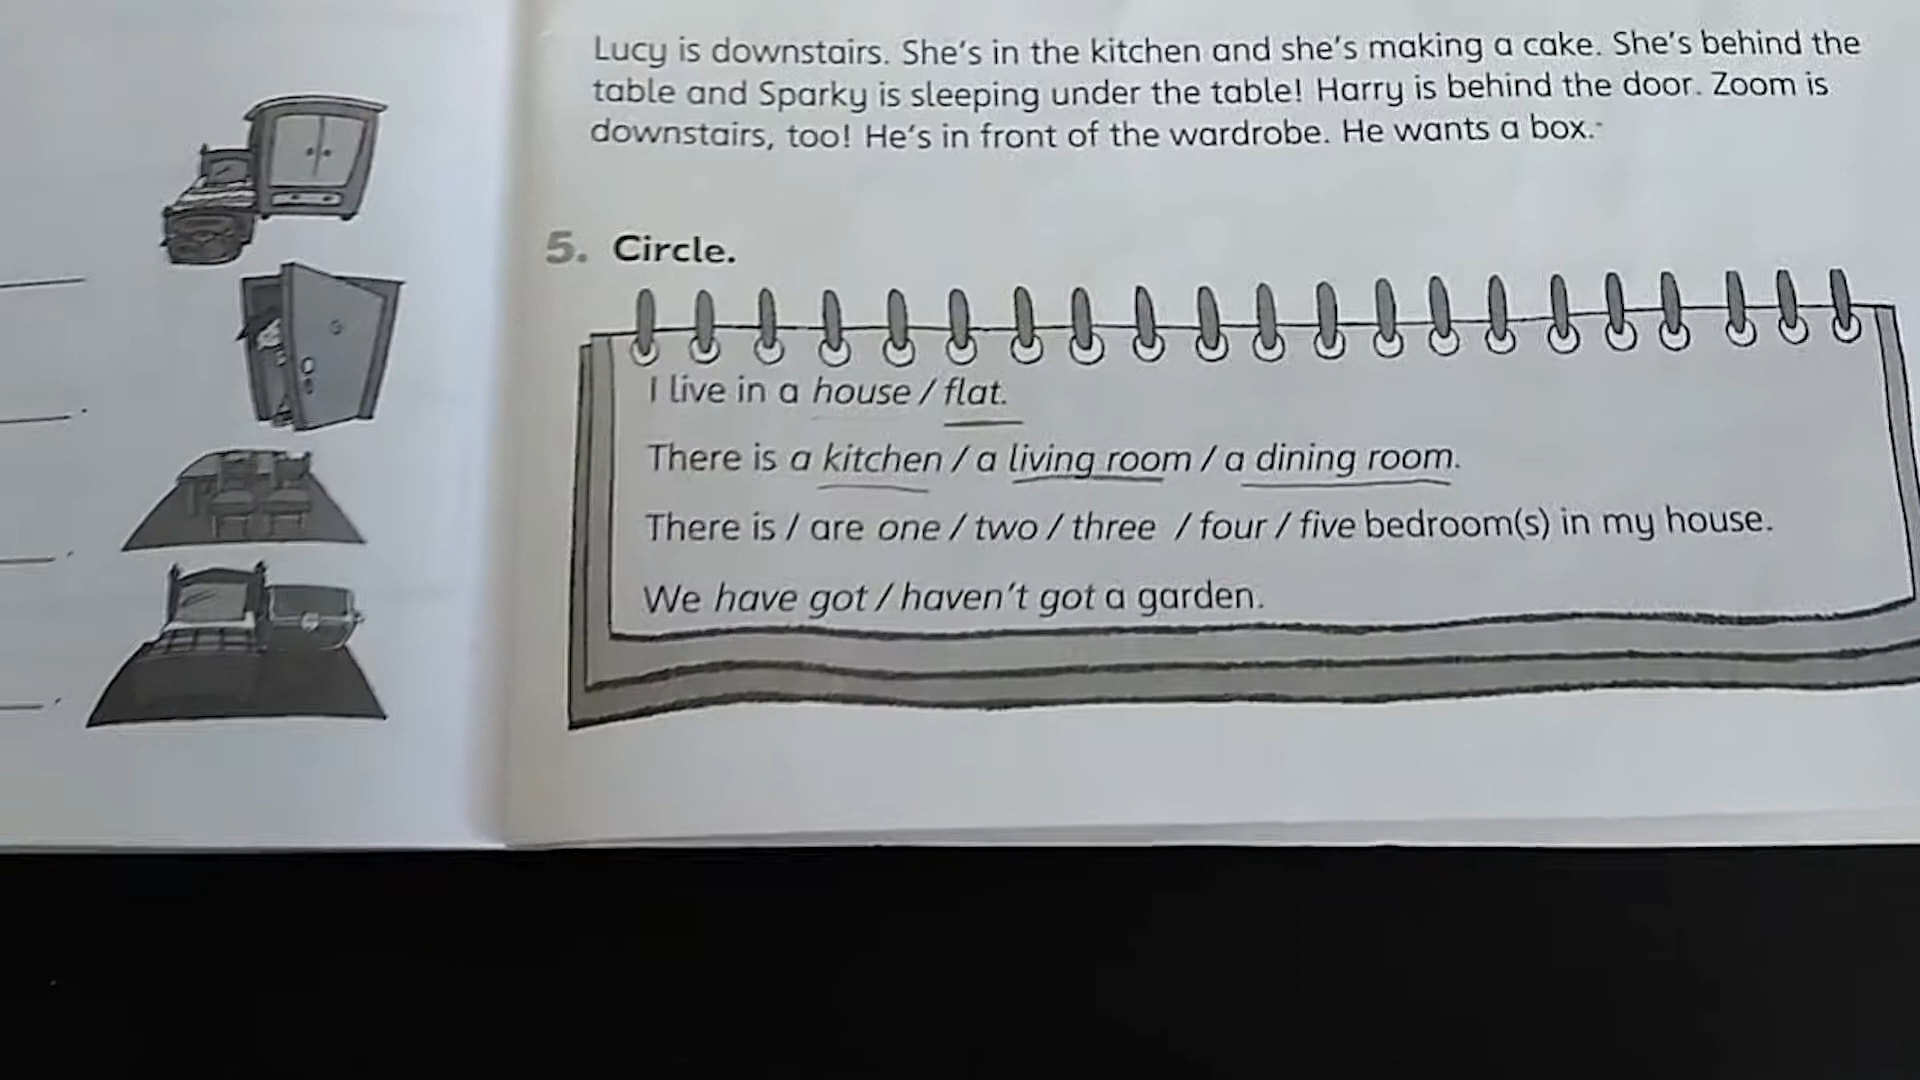 Lucy is downstairs. She's in the kitchen and she's making a cake. She's behind the
table and Sparky is sleeping under the table! Harry is behind the door. Zoom is
downstairs, too! He's in front of the wardrobe. He wants a box.
5. Circle.
I live in a house / flat.
There is a kitchen / a living room / a dining room.
There is / are one / two / three / four / five bedroom(s) in my house.
We have got / haven't got a garden.